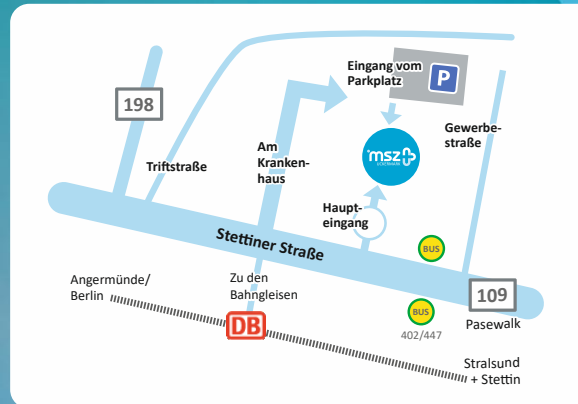 Eingang vom
Parkplatz
P
198
Gewerbe-
straße
Am
Kranken-
haus
msz
Triftstraße
Haupt-
eingang
Stettiner Straße
BUS
Angermünde/
Berlin
Zu den
Bahngleisen
109
BUS
DB
Pasewalk
402/447
Stralsund
+ Stettin